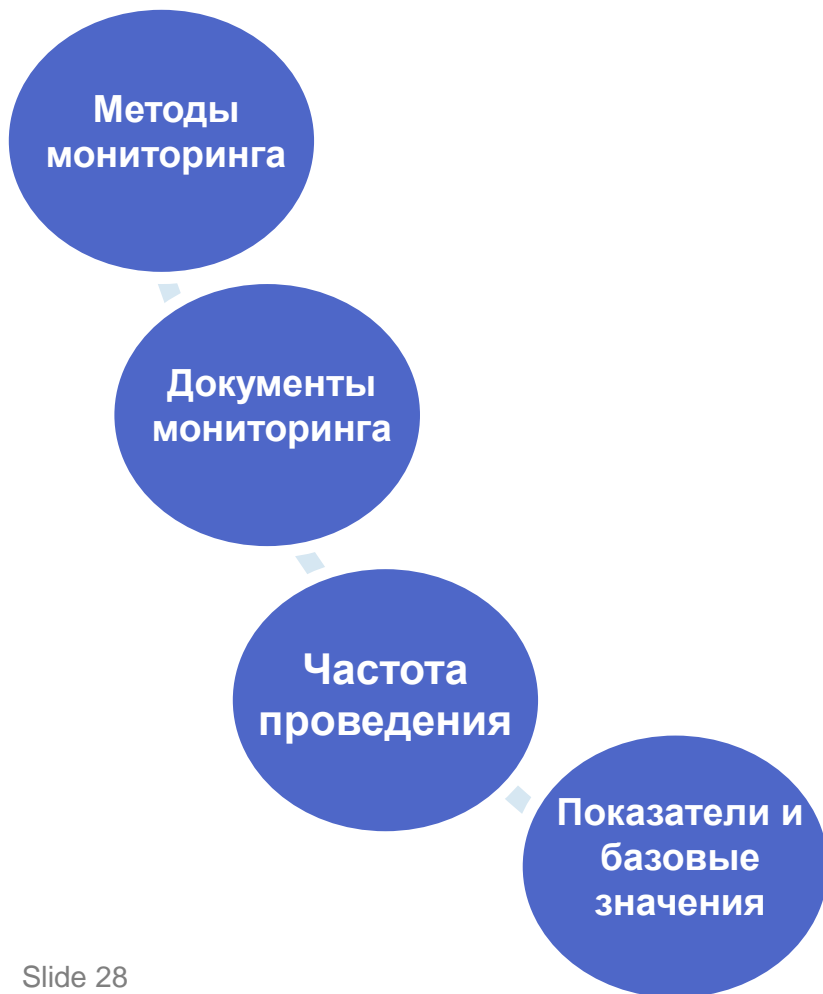 Методы
мониторинга
Документы
мониторинга
Частота
проведения
Показатели и
базовые
значения
Slide 28